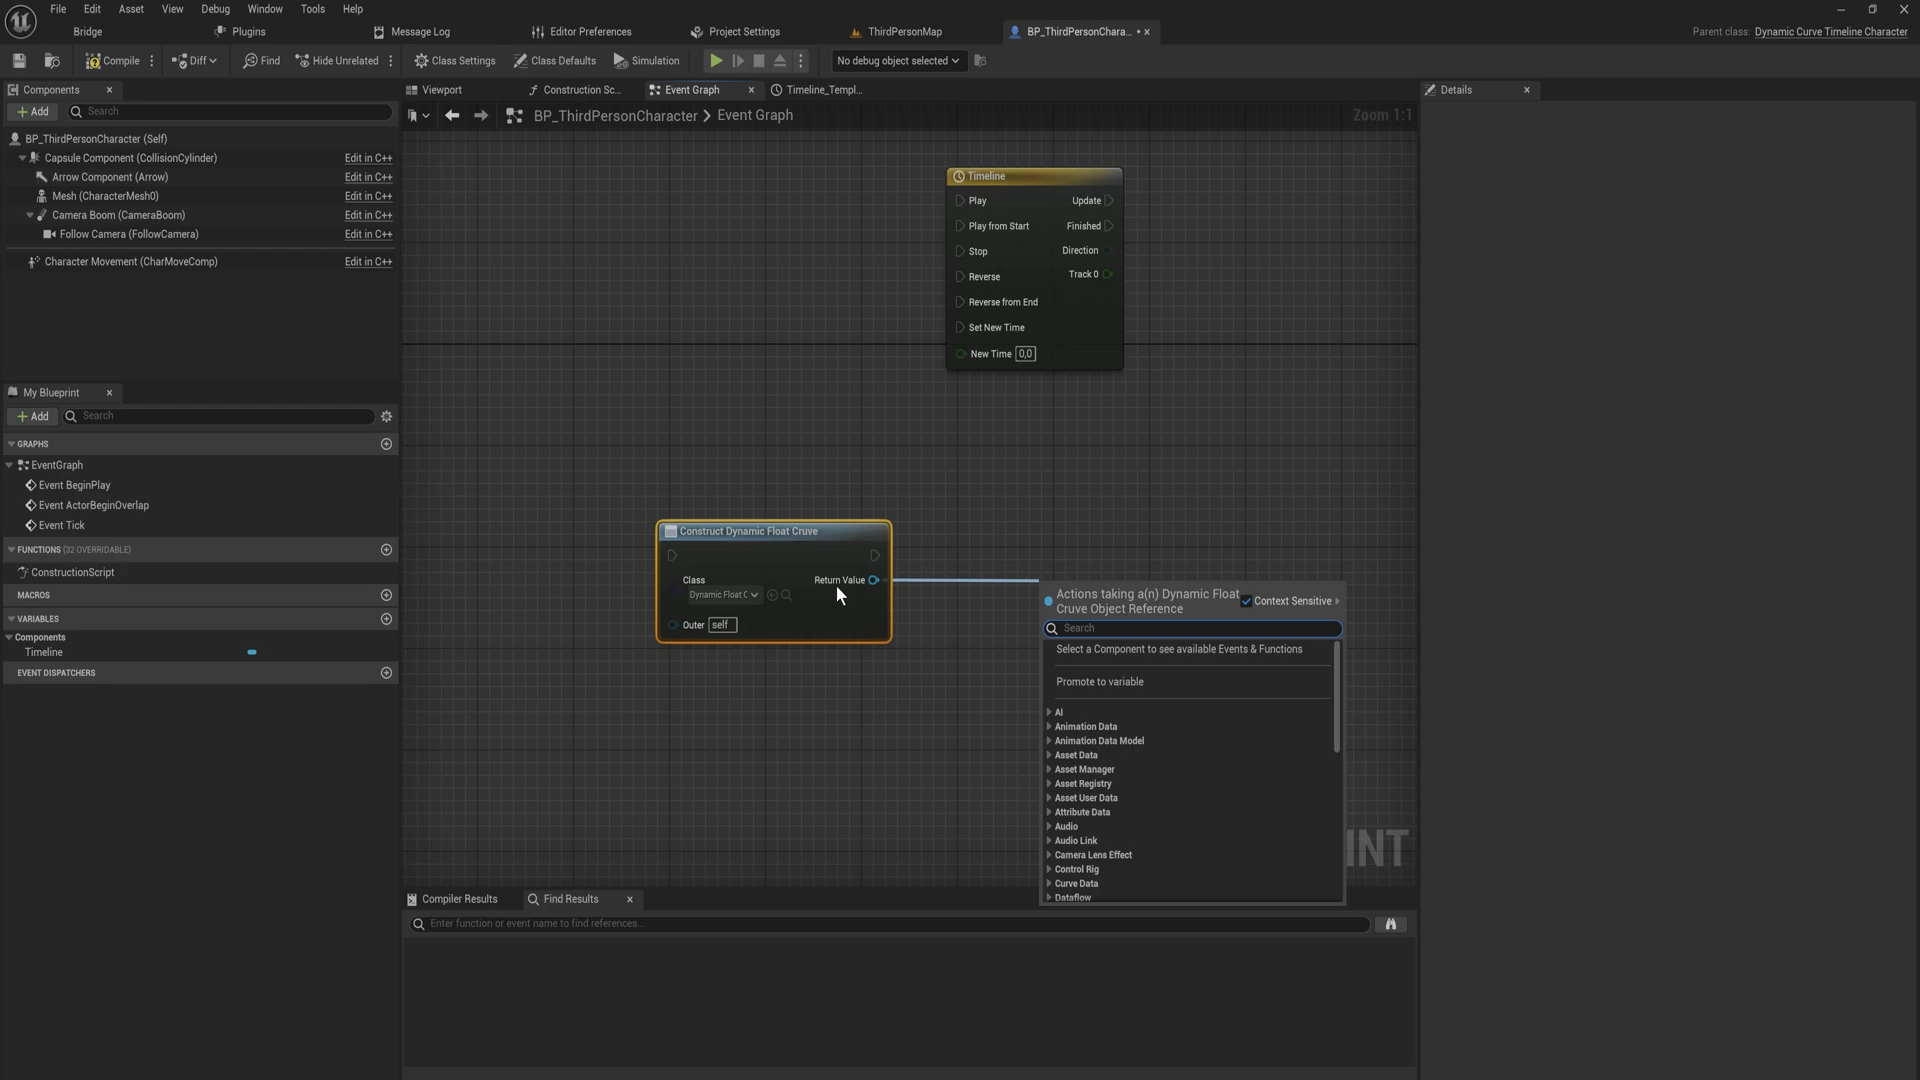 File Edit Asset View Debug Window Tools Help
Bridge Plugins Message Log Editor Preferences Project Settings ThirdPersonMap BP_ThirdPersonChara... • × Parent class: Dynamic Curve Timeline Character
Compile Diff Find Hide Unrelated Class Settings Class Defaults Simulation No debug object selected
Components × Viewport Construction Sc... Event Graph × Timeline_Templ... Details ×
+ Add Search
BP_ThirdPersonCharacter > Event Graph Zoom 1:1
BP_ThirdPersonCharacter (Self)
Capsule Component (CollisionCylinder) Edit in C++
Arrow Component (Arrow) Edit in C++
Mesh (CharacterMesh0) Edit in C++
Camera Boom (CameraBoom) Edit in C++
Follow Camera (FollowCamera) Edit in C++
Character Movement (CharMoveComp) Edit in C++
My Blueprint ×
+ Add Search
GRAPHS
EventGraph
Event BeginPlay
Event ActorBeginOverlap
Event Tick
FUNCTIONS (32 OVERRIDABLE)
ConstructionScript
MACROS
VARIABLES
Components
Timeline
EVENT DISPATCHERS
Timeline
Play Update
Play from Start Finished
Stop Direction
Reverse Track 0
Reverse from End
Set New Time
New Time 0,0
Construct Dynamic Float Cruve
Class Return Value
Dynamic Float C
Outer self
Actions taking a(n) Dynamic Float
Cruve Object Reference
Context Sensitive
Search
Select a Component to see available Events & Functions
Promote to variable
AI
Animation Data
Animation Data Model
Asset Data
Asset Manager
Asset Registry
Asset User Data
Attribute Data
Audio
Audio Link
Camera Lens Effect
Control Rig
Curve Data
Dataflow
INT
Compiler Results Find Results ×
Enter function or event name to find references...